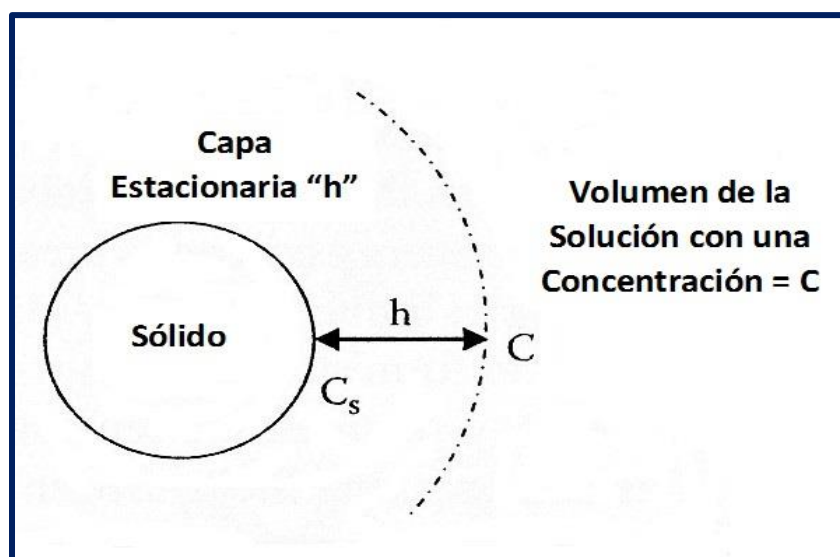 Capa
Estacionaria “h”
Volumen de la
Solución con una
Concentración = C
Sólido
h
C
Cₛ